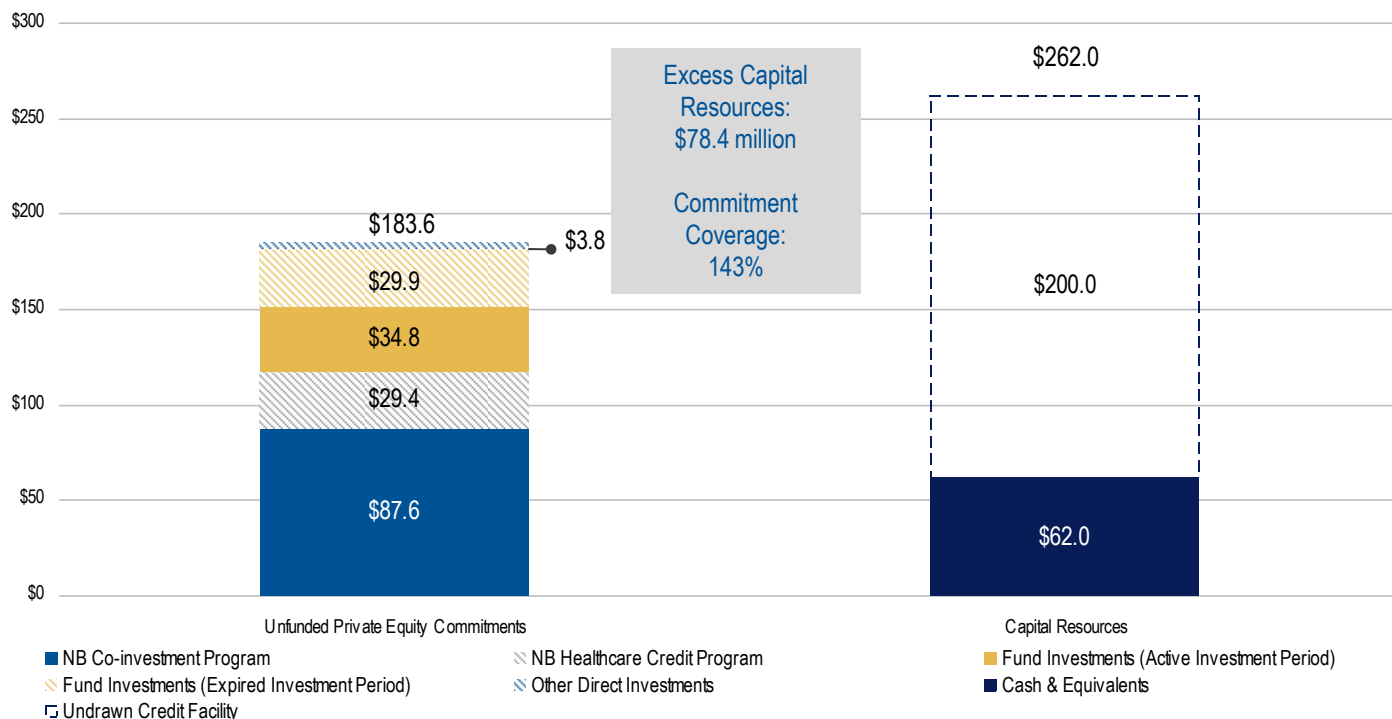 $300
$250
$200
$150
$100
$50
$0
$183.6
$3.8
$29.9
$34.8
$29.4
$87.6
Excess Capital
Resources:
$78.4 million
Commitment
Coverage:
143%
$262.0
$200.0
$62.0
Unfunded Private Equity Commitments
Capital Resources
NB Co-investment Program
NB Healthcare Credit Program
Fund Investments (Active Investment Period)
Fund Investments (Expired Investment Period)
Other Direct Investments
Cash & Equivalents
Undrawn Credit Facility